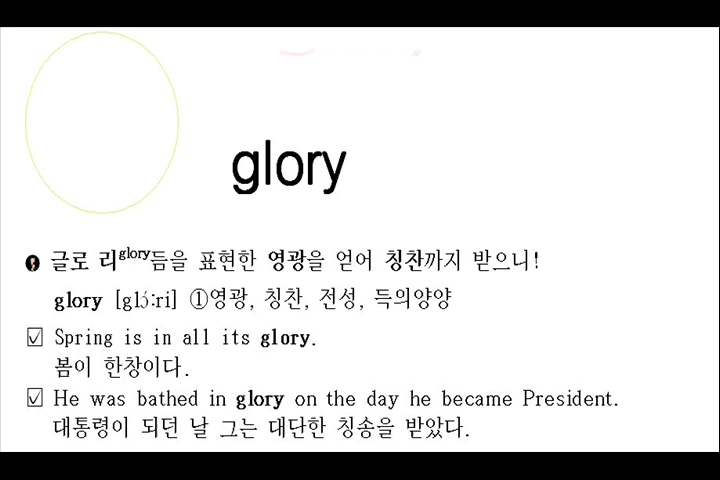 glory
글로 리glory듬을 표현한 영광을 얻어 칭찬까지 받으니!
glory [glɔ́ːri] ①영광, 칭찬, 전성, 득의양양
☑ Spring is in all its glory.
봄이 한창이다.
☑ He was bathed in glory on the day he became President.
대통령이 되던 날 그는 대단한 칭송을 받았다.